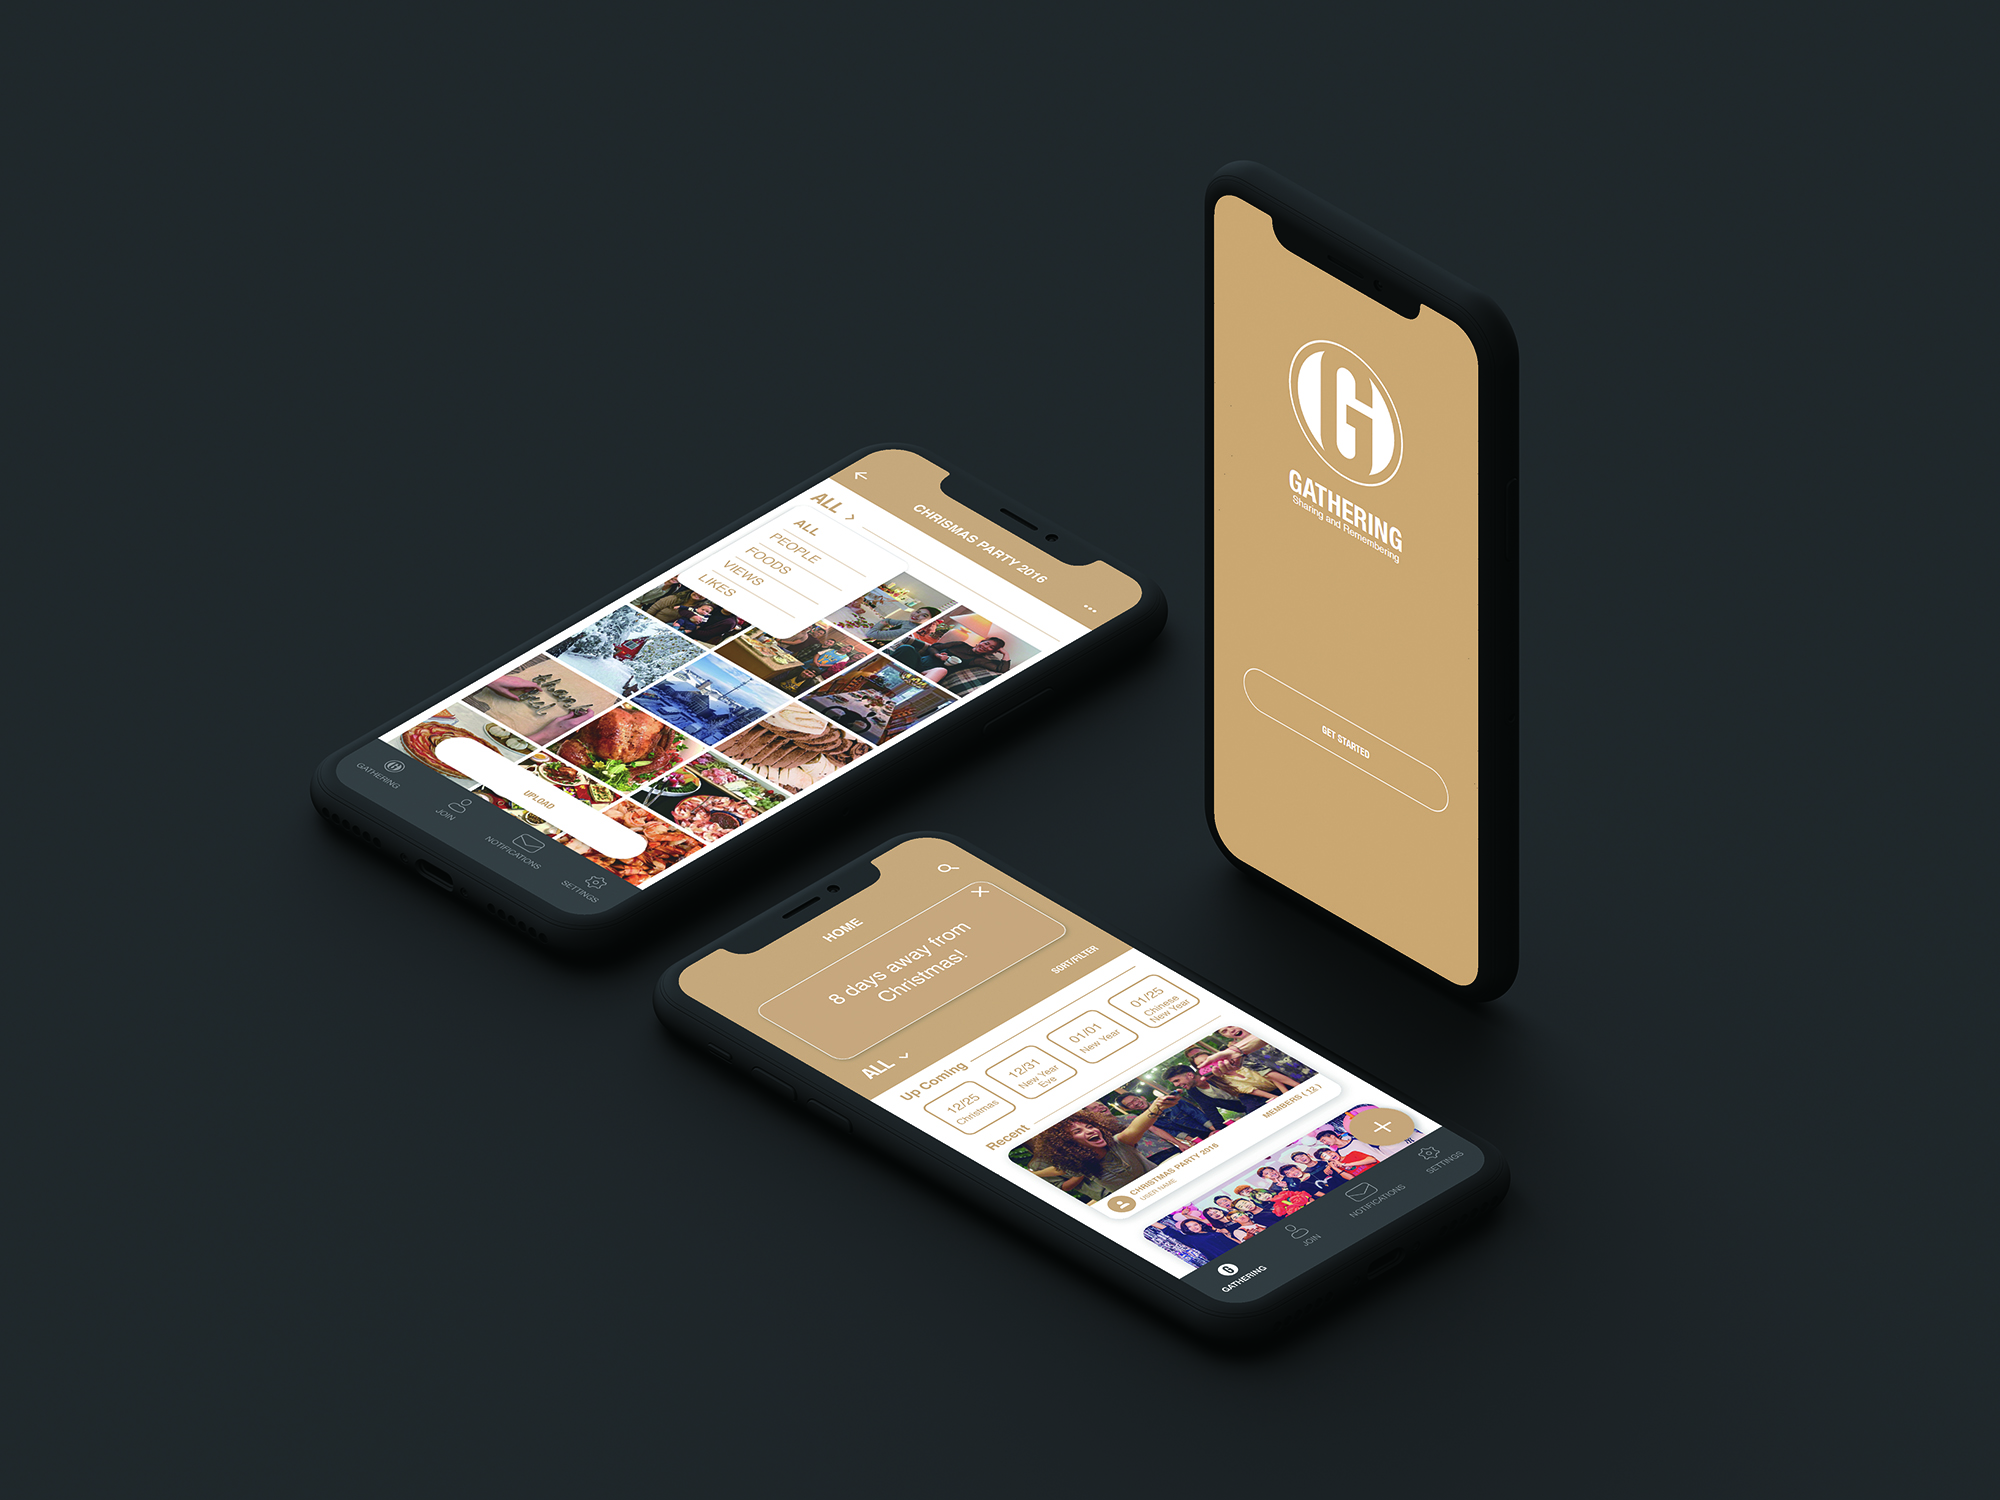 G
GATHERING
Sharing and Remembering
GET STARTED
CHRISMAS PARTY 2016
ALL
ALL
PEOPLE
FOODS
VIEWS
LIKES
thank
you!
UPLOAD
GATHERING
JOIN
NOTIFICATIONS
SETTINGS
HOME
8 days away from
Christmas!
SORT/FILTER
ALL
Up Coming
12/25
Christmas
12/31
New Year
Eve
01/01
New Year
01/25
Chinese
New Year
Recent
CHRISTMAS PARTY 2016
USER NAME
MEMBERS ( 12 )
G
GATHERING
JOIN
NOTIFICATIONS
SETTINGS